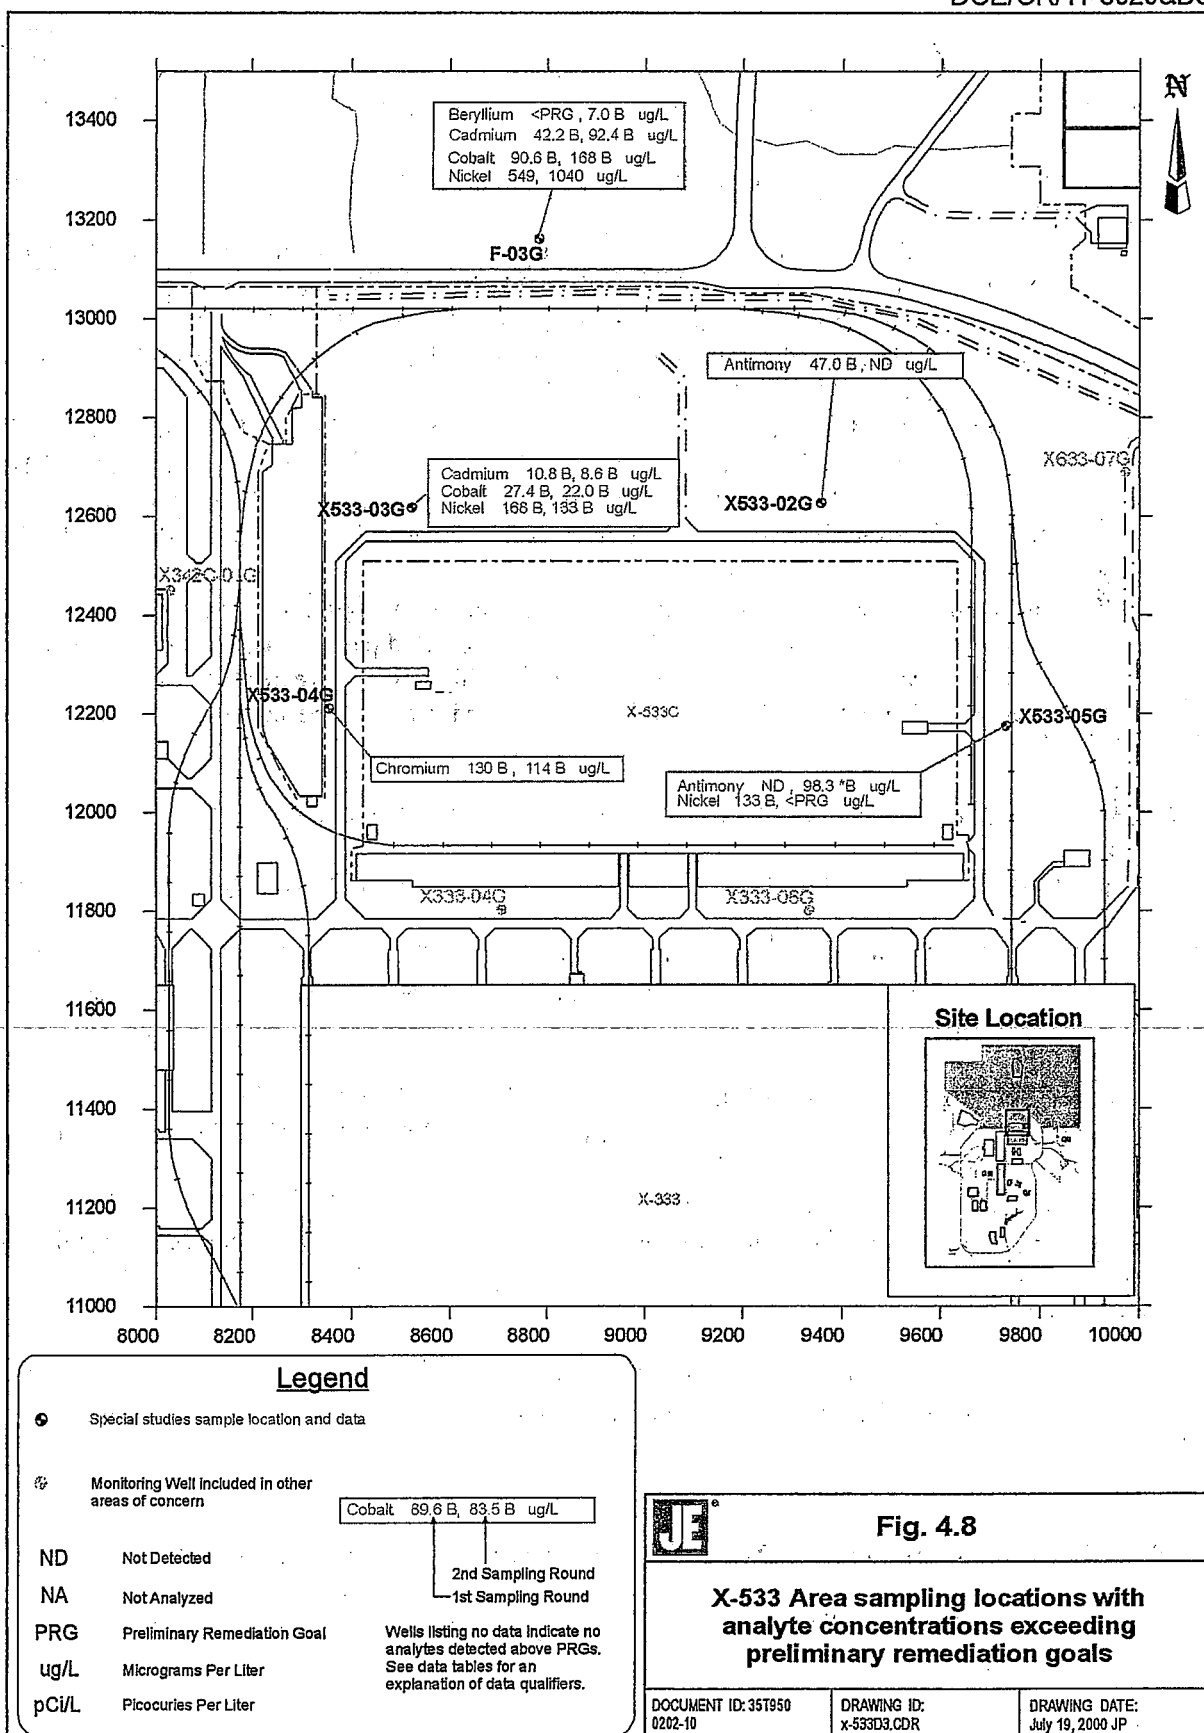 N
13400
13200
13000
12800
12600
12400
12200
12000
11800
11600
11400
11200
11000
8000 8200 8400 8600 8800 9000 9200 9400 9600 9800 10000
Beryllium <PRG , 7.0 B ug/L
Cadmium 42.2 B, 92.4 B ug/L
Cobalt 90.6 B, 168 B ug/L
Nickel 549, 1040 ug/L
F-03G
Antimony 47.0 B , ND ug/L
X633-07G
Cadmium 10.8 B, 8.6 B ug/L
Cobalt 27.4 B, 22.0 B ug/L
Nickel 166 B, 133 B ug/L
X533-03G
X533-02G
X533-04G
X-533C
X533-05G
Chromium 130 B , 114 B ug/L
Antimony ND , 98.3 *B ug/L
Nickel 133 B, <PRG ug/L
X333-04G
Site Location
X-333
Legend
Special studies sample location and data
Monitoring Well included in other
areas of concern
Cobalt 89.6 B, 83.5 B ug/L
2nd Sampling Round
1st Sampling Round
ND Not Detected
NA Not Analyzed
PRG Preliminary Remediation Goal
ug/L Micrograms Per Liter
pCi/L Picocuries Per Liter
Wells listing no data indicate no
analytes detected above PRGs.
See data tables for an
explanation of data qualifiers.
JE ®
Fig. 4.8
X-533 Area sampling locations with
analyte concentrations exceeding
preliminary remediation goals
DOCUMENT ID: 35T950
0202-10
DRAWING ID:
x-533D3.CDR
DRAWING DATE:
July 19, 2000 JP